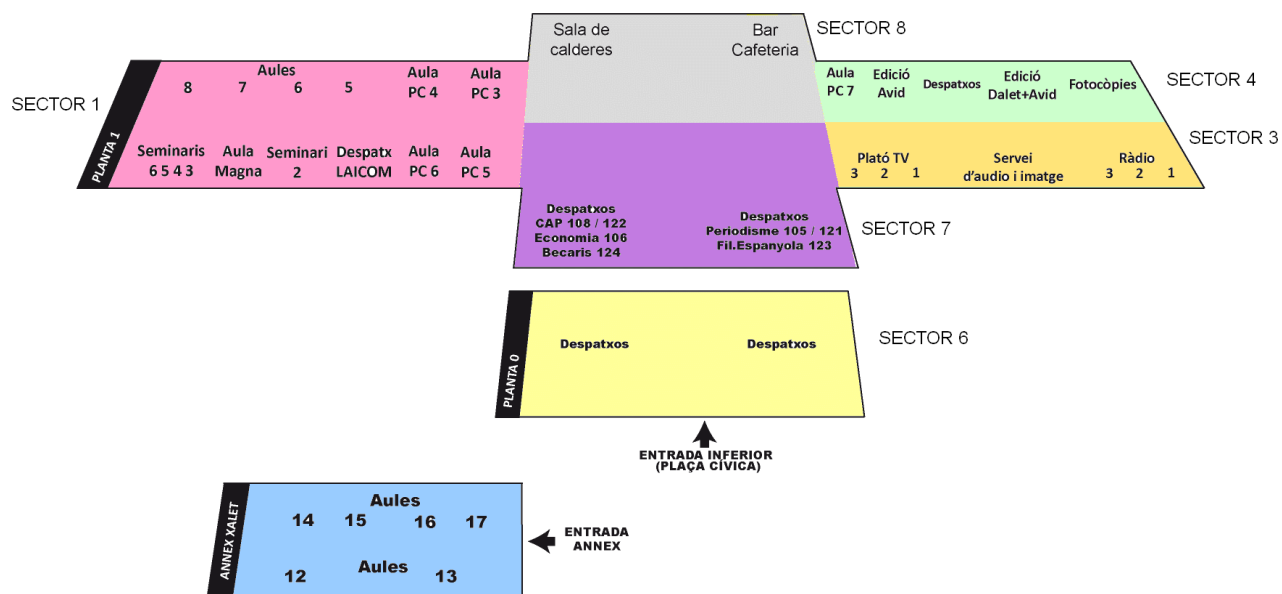 Sala de
calderes
Bar
Cafeteria
SECTOR 8
SECTOR 1
PLANTA 1
Aules
8 7 6 5
Aula
PC 4
Aula
PC 3
Aula
PC 7
Edició
Avid
Despatxos
Edició
Dalet+Avid
Fotocòpies
SECTOR 4
SECTOR 3
Seminaris
6 5 4 3
Aula
Magna
Seminari
2
Despatx
LAICOM
Aula
PC 6
Aula
PC 5
Plató TV
3 2 1
Servei
d'audio i imatge
Ràdio
3 2 1
Despatxos
CAP 108 / 122
Economia 106
Becaris 124
Despatxos
Periodisme 105 / 121
Fil.Espanyola 123
SECTOR 7
PLANTA 0
Despatxos
Despatxos
SECTOR 6
ENTRADA INFERIOR
(PLAÇA CÍVICA)
ANNEX XALET
Aules
14 15 16 17
Aules
12 13
ENTRADA
ANNEX